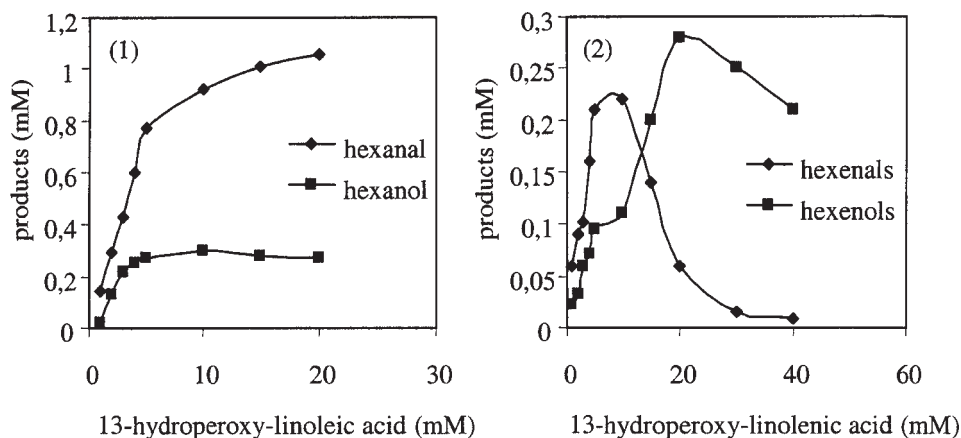 (1)
products (mM)
1,2
1
0,8
0,6
0,4
0,2
0
hexanal
hexanol
0 10 20 30
13-hydroperoxy-linoleic acid (mM)
(2)
products (mM)
0,3
0,25
0,2
0,15
0,1
0,05
0
hexenals
hexenols
0 20 40 60
13-hydroperoxy-linolenic acid (mM)